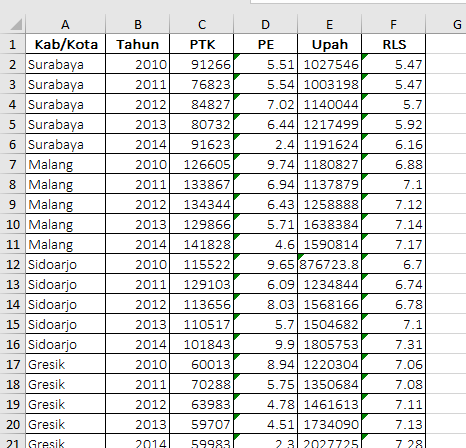 A B C D E F G
1 Kab/Kota Tahun PTK PE Upah RLS
2 Surabaya 2010 91266 5.51 1027546 5.47
3 Surabaya 2011 76823 5.54 1003198 5.47
4 Surabaya 2012 84827 7.02 1140044 5.7
5 Surabaya 2013 80732 6.44 1217499 5.92
6 Surabaya 2014 91623 2.4 1191624 6.16
7 Malang 2010 126605 9.74 1180827 6.88
8 Malang 2011 133867 6.94 1137879 7.1
9 Malang 2012 134344 6.43 1258888 7.12
10 Malang 2013 129866 5.71 1638384 7.14
11 Malang 2014 141828 4.6 1590814 7.17
12 Sidoarjo 2010 115522 9.65 876723.8 6.7
13 Sidoarjo 2011 129103 6.09 1234844 6.74
14 Sidoarjo 2012 113656 8.03 1568166 6.78
15 Sidoarjo 2013 110517 5.7 1504682 7.1
16 Sidoarjo 2014 101843 9.9 1805753 7.31
17 Gresik 2010 60013 8.94 1220304 7.06
18 Gresik 2011 70288 5.75 1350684 7.08
19 Gresik 2012 63983 4.78 1461613 7.11
20 Gresik 2013 59707 4.51 1734090 7.13
21 Gresik 2014 59983 2.3 2027725 7.28